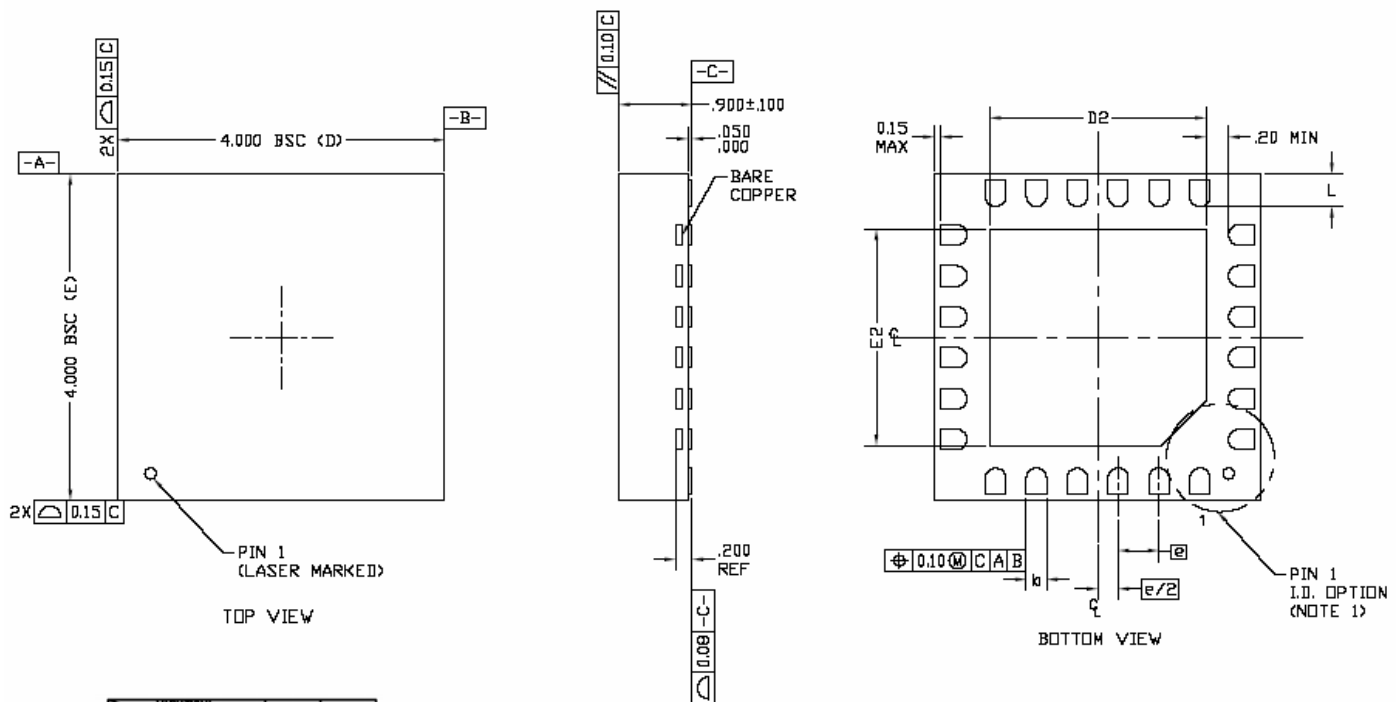 2X 0.15 C
4.000 BSC (D)
-B-
-A-
4.000 BSC (E)
2X 0.15 C
PIN 1
(LASER MARKED)
TOP VIEW
// 0.10 C
-C-
.900±.100
.050
.000
BARE
COPPER
.200
REF
0.08 -C-
0.15
MAX
D2
.20 MIN
L
E2
CL
0.10 M C A B
b
e
e/2
CL
1
PIN 1
I.D. OPTION
(NOTE 1)
BOTTOM VIEW